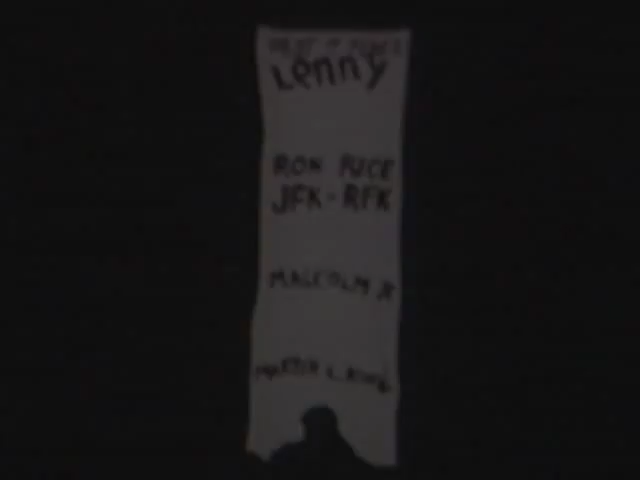 Lenny
RON RICE
JFK - RFK
MALCOLM X
MARTIN L. KING